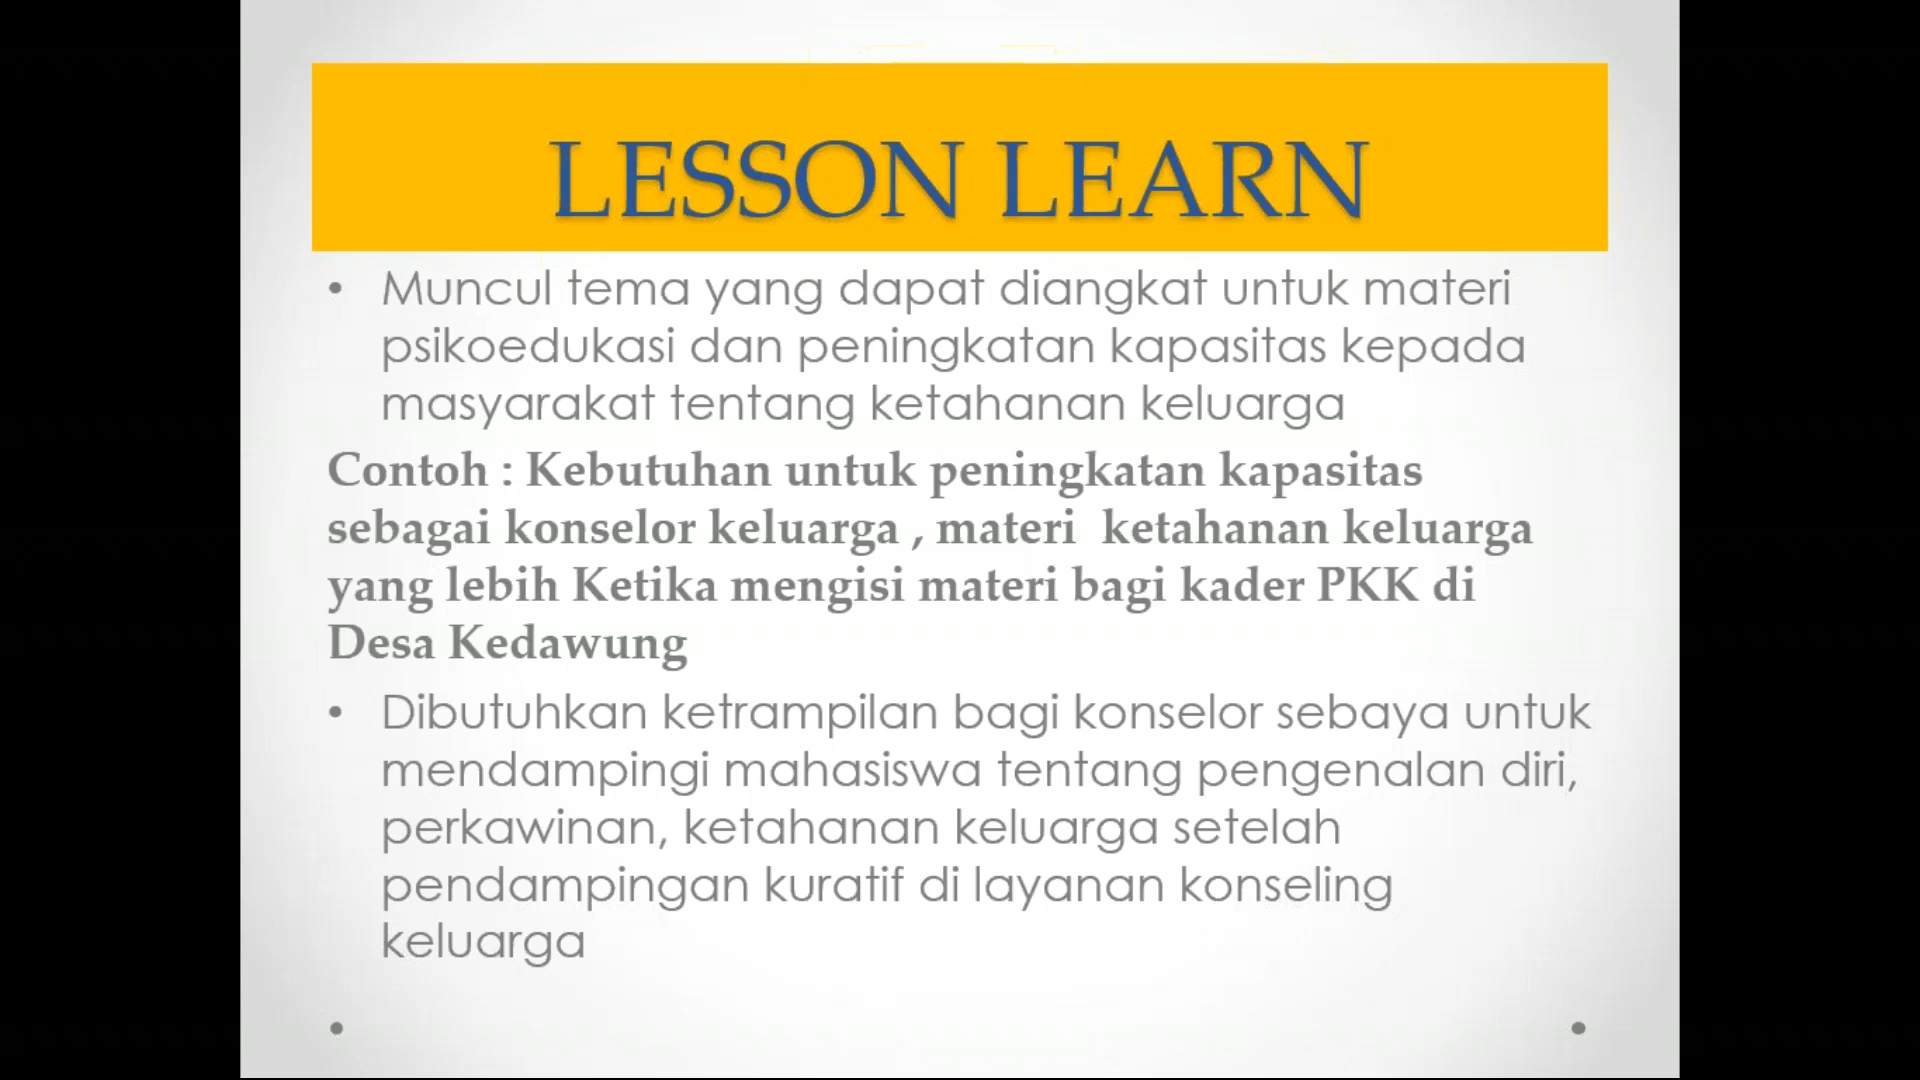 LESSON LEARN
• Muncul tema yang dapat diangkat untuk materi
psikoedukasi dan peningkatan kapasitas kepada
masyarakat tentang ketahanan keluarga
Contoh : Kebutuhan untuk peningkatan kapasitas
sebagai konselor keluarga , materi  ketahanan keluarga
yang lebih Ketika mengisi materi bagi kader PKK di
Desa Kedawung
• Dibutuhkan ketrampilan bagi konselor sebaya untuk
mendampingi mahasiswa tentang pengenalan diri,
perkawinan, ketahanan keluarga setelah
pendampingan kuratif di layanan konseling
keluarga